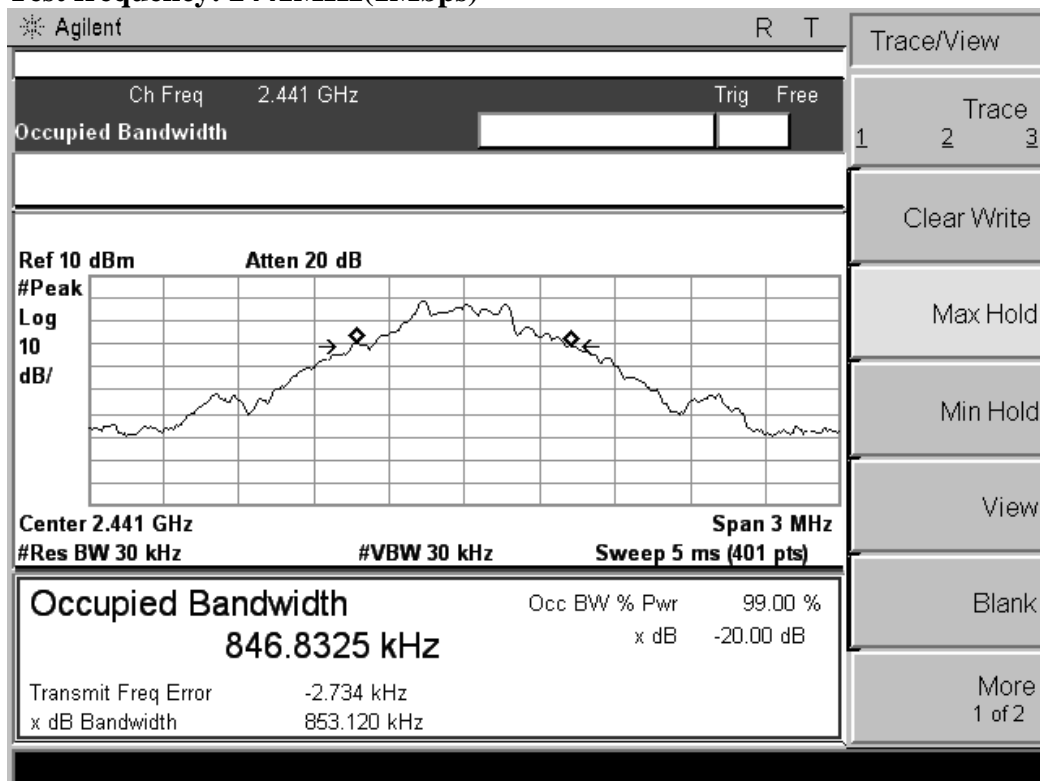 Test frequency: 2441MHz(1Mbps)
Agilent R T
Trace/View
Ch Freq 2.441 GHz Trig Free
Occupied Bandwidth
Trace
1 2 3
Clear Write
Max Hold
Min Hold
View
Blank
More
1 of 2
Ref 10 dBm Atten 20 dB
#Peak
Log
10
dB/
Center 2.441 GHz Span 3 MHz
#Res BW 30 kHz #VBW 30 kHz Sweep 5 ms (401 pts)
Occupied Bandwidth Occ BW % Pwr 99.00 %
846.8325 kHz x dB -20.00 dB
Transmit Freq Error -2.734 kHz
x dB Bandwidth 853.120 kHz